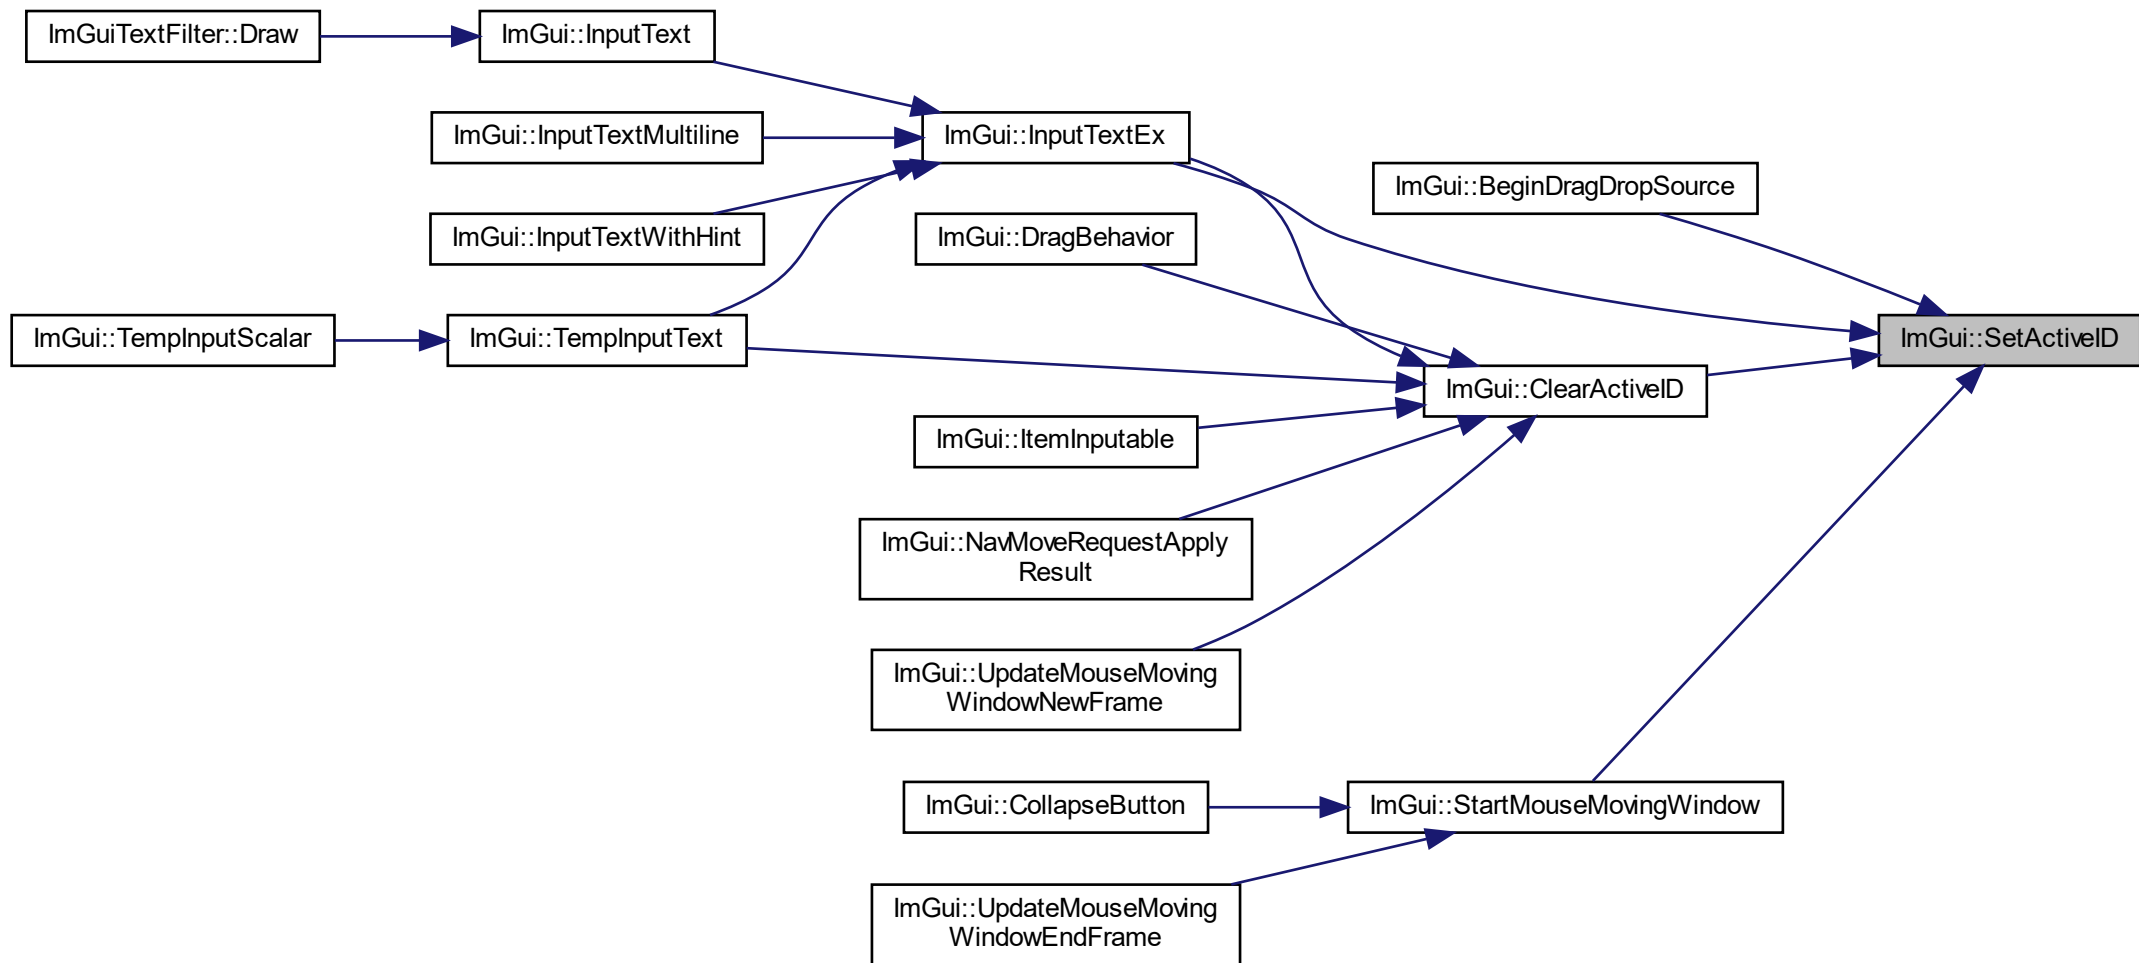 ImGuiTextFilter::Draw
ImGui::InputText
ImGui::InputTextMultiline
ImGui::InputTextEx
ImGui::BeginDragDropSource
ImGui::InputTextWithHint
ImGui::DragBehavior
ImGui::TempInputScalar
ImGui::TempInputText
ImGui::SetActiveID
ImGui::ClearActiveID
ImGui::ItemInputable
ImGui::NavMoveRequestApply
Result
ImGui::UpdateMouseMoving
WindowNewFrame
ImGui::CollapseButton
ImGui::StartMouseMovingWindow
ImGui::UpdateMouseMoving
WindowEndFrame